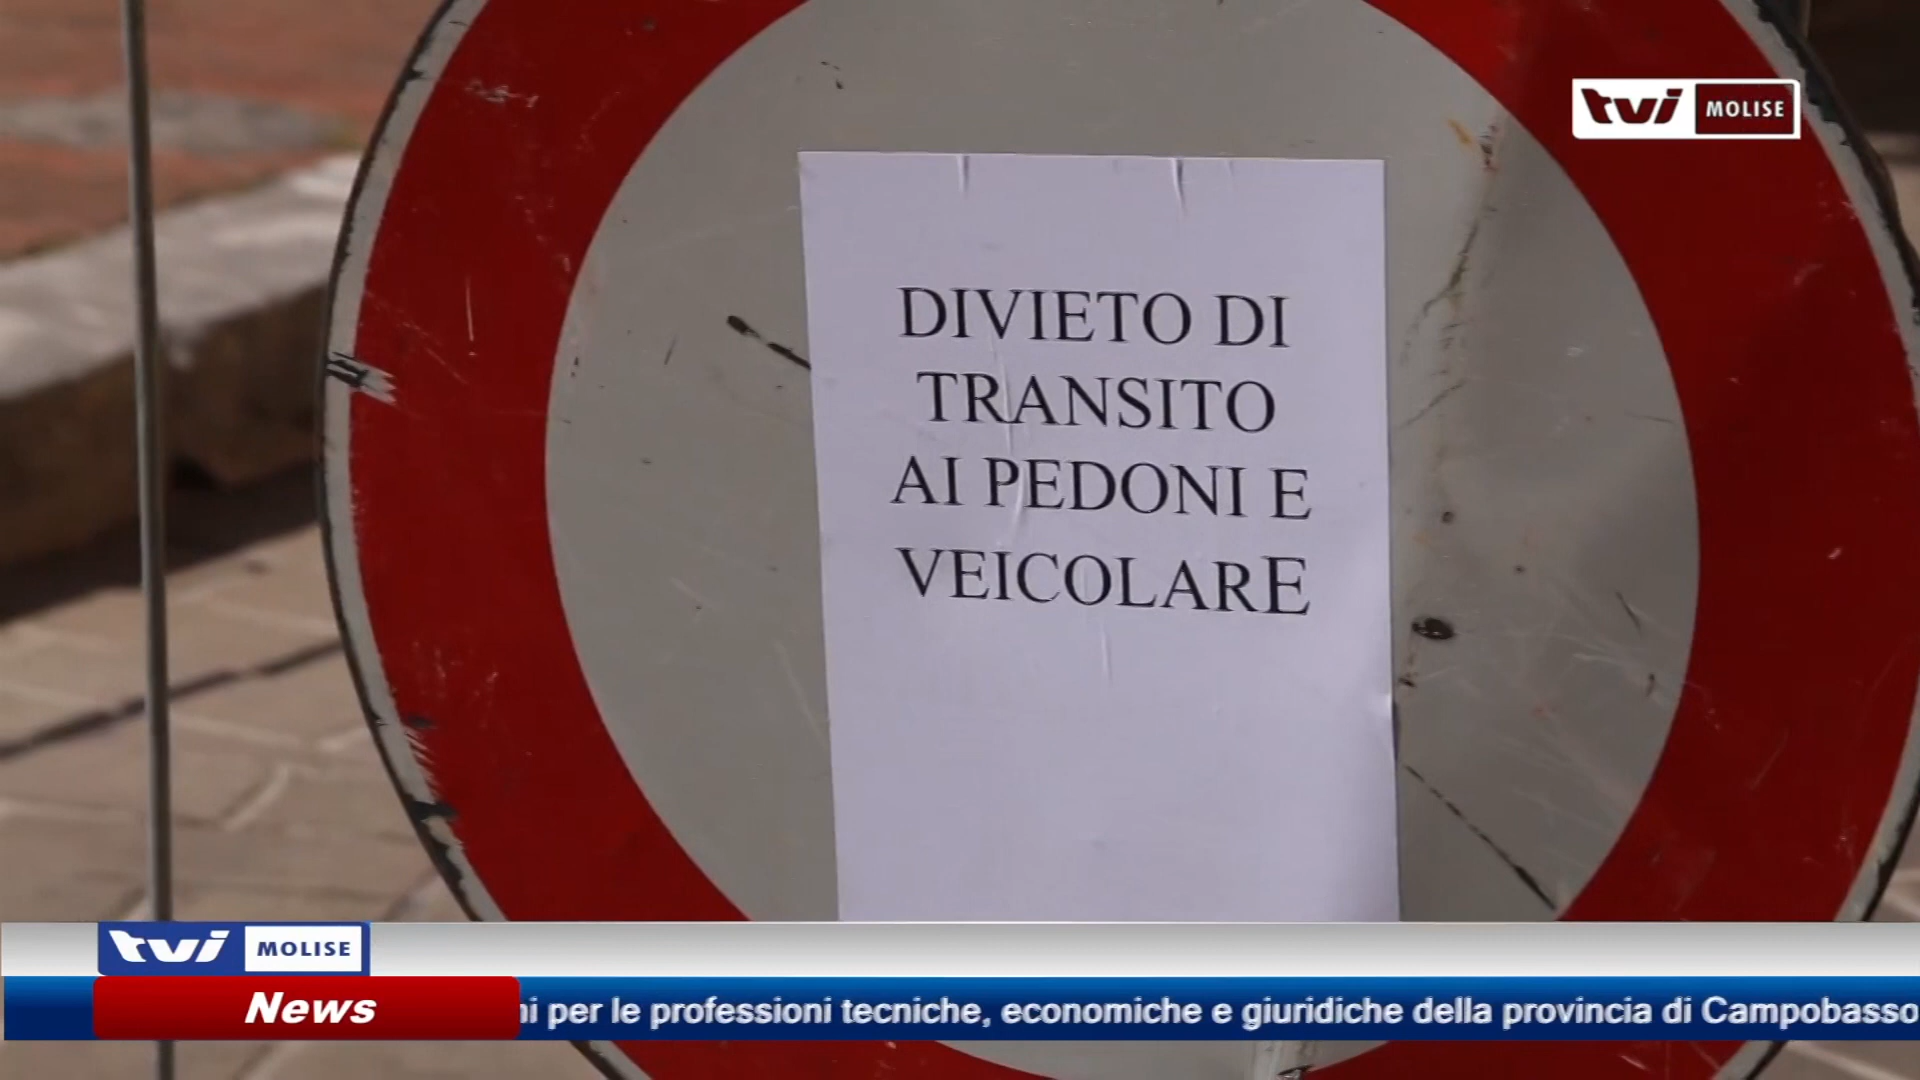 tvi MOLISE
DIVIETO DI
TRANSITO
AI PEDONI E
VEICOLARE
tvi MOLISE
News
per le professioni tecniche, economiche e giuridiche della provincia di Campobasso